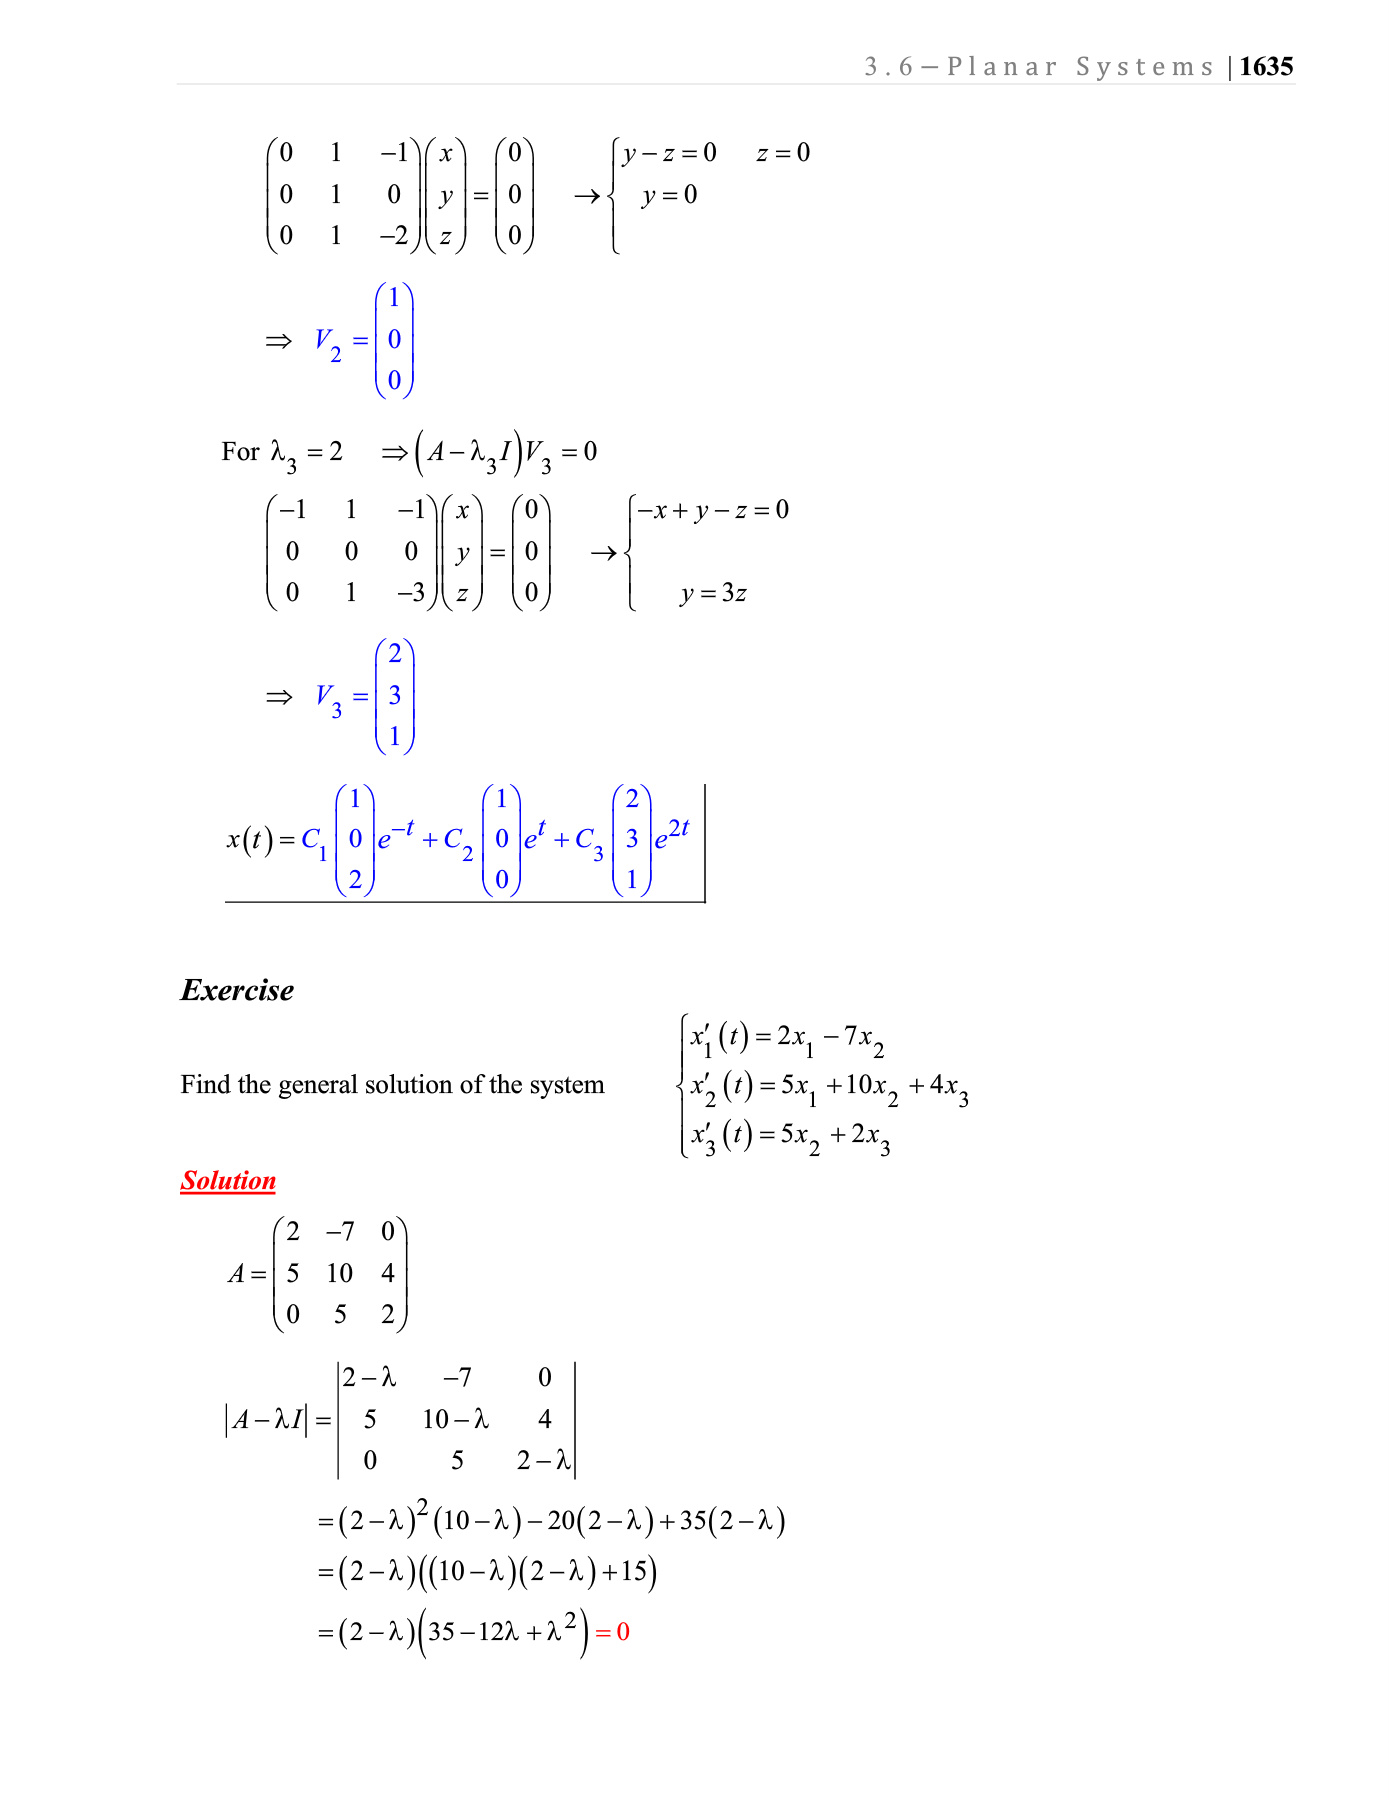 3.6–Planar Systems | 1635
$\begin{pmatrix} 0 & 1 & -1 \\ 0 & 1 & 0 \\ 0 & 1 & -2 \end{pmatrix} \begin{pmatrix} x \\ y \\ z \end{pmatrix} = \begin{pmatrix} 0 \\ 0 \\ 0 \end{pmatrix} \quad \to \begin{cases} y - z = 0 \quad z = 0 \\ y = 0 \\ \ \end{cases}$
$\Rightarrow V_2 = \begin{pmatrix} 1 \\ 0 \\ 0 \end{pmatrix}$
For $\lambda_3 = 2 \quad \Rightarrow (A - \lambda_3 I) V_3 = 0$
$\begin{pmatrix} -1 & 1 & -1 \\ 0 & 0 & 0 \\ 0 & 1 & -3 \end{pmatrix} \begin{pmatrix} x \\ y \\ z \end{pmatrix} = \begin{pmatrix} 0 \\ 0 \\ 0 \end{pmatrix} \quad \to \begin{cases} -x + y - z = 0 \\ \ \\ y = 3z \end{cases}$
$\Rightarrow V_3 = \begin{pmatrix} 2 \\ 3 \\ 1 \end{pmatrix}$
$x(t) = C_1 \begin{pmatrix} 1 \\ 0 \\ 2 \end{pmatrix} e^{-t} + C_2 \begin{pmatrix} 1 \\ 0 \\ 0 \end{pmatrix} e^{t} + C_3 \begin{pmatrix} 2 \\ 3 \\ 1 \end{pmatrix} e^{2t}$
Exercise
Find the general solution of the system $\begin{cases} x_1'(t) = 2x_1 - 7x_2 \\ x_2'(t) = 5x_1 + 10x_2 + 4x_3 \\ x_3'(t) = 5x_2 + 2x_3 \end{cases}$
Solution
$A = \begin{pmatrix} 2 & -7 & 0 \\ 5 & 10 & 4 \\ 0 & 5 & 2 \end{pmatrix}$
$|A - \lambda I| = \begin{vmatrix} 2-\lambda & -7 & 0 \\ 5 & 10-\lambda & 4 \\ 0 & 5 & 2-\lambda \end{vmatrix}$
$= (2-\lambda)^2 (10-\lambda) - 20(2-\lambda) + 35(2-\lambda)$
$= (2-\lambda)((10-\lambda)(2-\lambda) + 15)$
$= (2-\lambda)(35 - 12\lambda + \lambda^2) = 0$